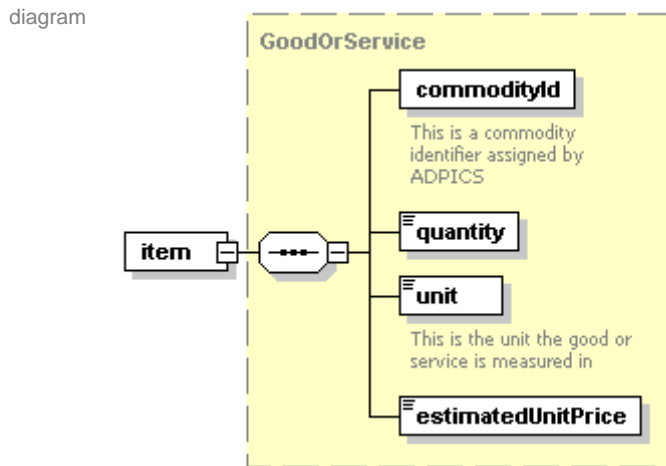 diagram
GoodOrService
commodityId
This is a commodity
identifier assigned by
ADPICS
item
quantity
unit
This is the unit the good or
service is measured in
estimatedUnitPrice